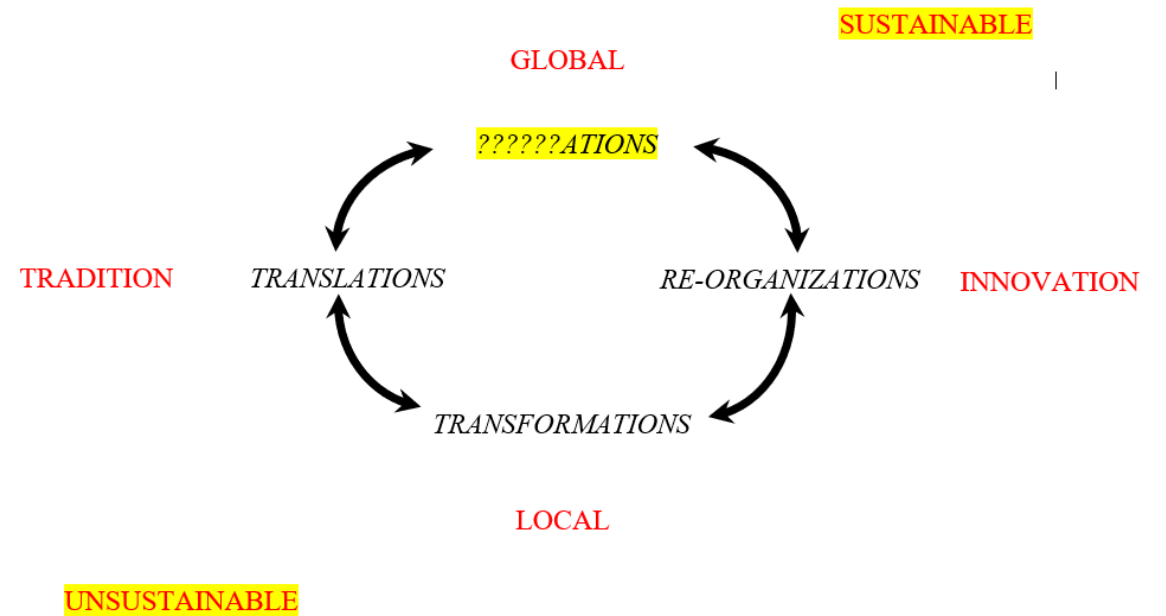 SUSTAINABLE
GLOBAL
??????ATIONS
TRADITION TRANSLATIONS RE-ORGANIZATIONS INNOVATION
TRANSFORMATIONS
LOCAL
UNSUSTAINABLE